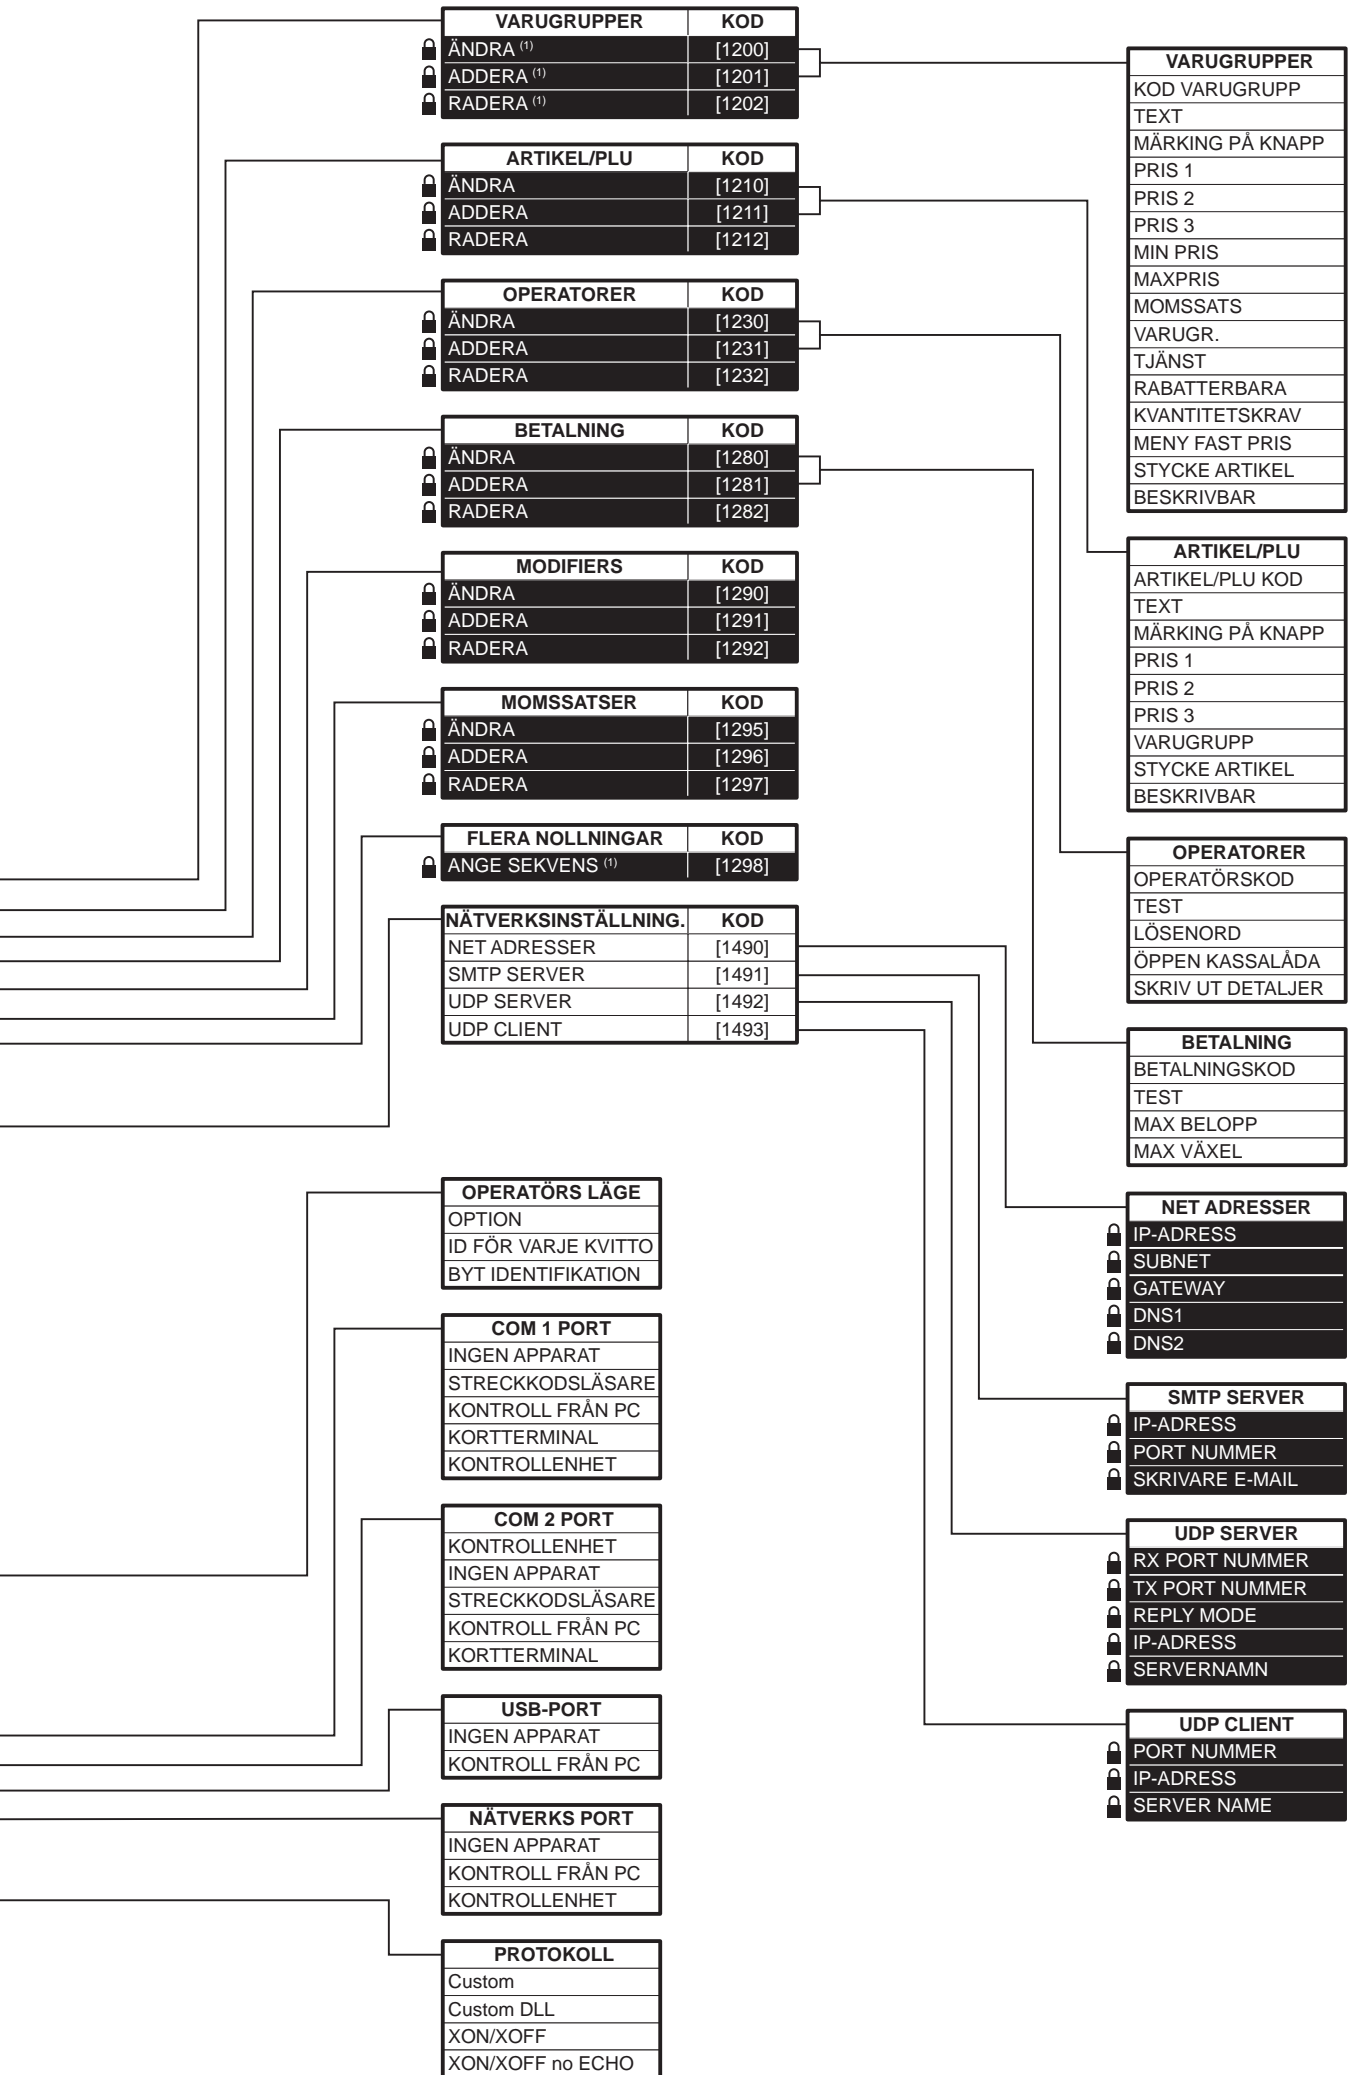 VARUGRUPPER KOD
ÄNDRA (1) [1200]
ADDERA (1) [1201]
RADERA (1) [1202]
ARTIKEL/PLU KOD
ÄNDRA [1210]
ADDERA [1211]
RADERA [1212]
OPERATORER KOD
ÄNDRA [1230]
ADDERA [1231]
RADERA [1232]
BETALNING KOD
ÄNDRA [1280]
ADDERA [1281]
RADERA [1282]
MODIFIERS KOD
ÄNDRA [1290]
ADDERA [1291]
RADERA [1292]
MOMSSATSER KOD
ÄNDRA [1295]
ADDERA [1296]
RADERA [1297]
FLERA NOLLNINGAR KOD
ANGE SEKVENS (1) [1298]
NÄTVERKSINSTÄLLNING. KOD
NET ADRESSER [1490]
SMTP SERVER [1491]
UDP SERVER [1492]
UDP CLIENT [1493]
OPERATÖRS LÄGE
OPTION
ID FÖR VARJE KVITTO
BYT IDENTIFIKATION
COM 1 PORT
INGEN APPARAT
STRECKKODSLÄSARE
KONTROLL FRÅN PC
KORTTERMINAL
KONTROLLENHET
COM 2 PORT
KONTROLLENHET
INGEN APPARAT
STRECKKODSLÄSARE
KONTROLL FRÅN PC
KORTTERMINAL
USB-PORT
INGEN APPARAT
KONTROLL FRÅN PC
NÄTVERKS PORT
INGEN APPARAT
KONTROLL FRÅN PC
KONTROLLENHET
PROTOKOLL
Custom
Custom DLL
XON/XOFF
XON/XOFF no ECHO
VARUGRUPPER
KOD VARUGRUPP
TEXT
MÄRKING PÅ KNAPP
PRIS 1
PRIS 2
PRIS 3
MIN PRIS
MAXPRIS
MOMSSATS
VARUGR.
TJÄNST
RABATTERBARA
KVANTITETSKRAV
MENY FAST PRIS
STYCKE ARTIKEL
BESKRIVBAR
ARTIKEL/PLU
ARTIKEL/PLU KOD
TEXT
MÄRKING PÅ KNAPP
PRIS 1
PRIS 2
PRIS 3
VARUGRUPP
STYCKE ARTIKEL
BESKRIVBAR
OPERATORER
OPERATÖRSKOD
TEST
LÖSENORD
ÖPPEN KASSALÅDA
SKRIV UT DETALJER
BETALNING
BETALNINGSKOD
TEST
MAX BELOPP
MAX VÄXEL
NET ADRESSER
IP-ADRESS
SUBNET
GATEWAY
DNS1
DNS2
SMTP SERVER
IP-ADRESS
PORT NUMMER
SKRIVARE E-MAIL
UDP SERVER
RX PORT NUMMER
TX PORT NUMMER
REPLY MODE
IP-ADRESS
SERVERNAMN
UDP CLIENT
PORT NUMMER
IP-ADRESS
SERVER NAME